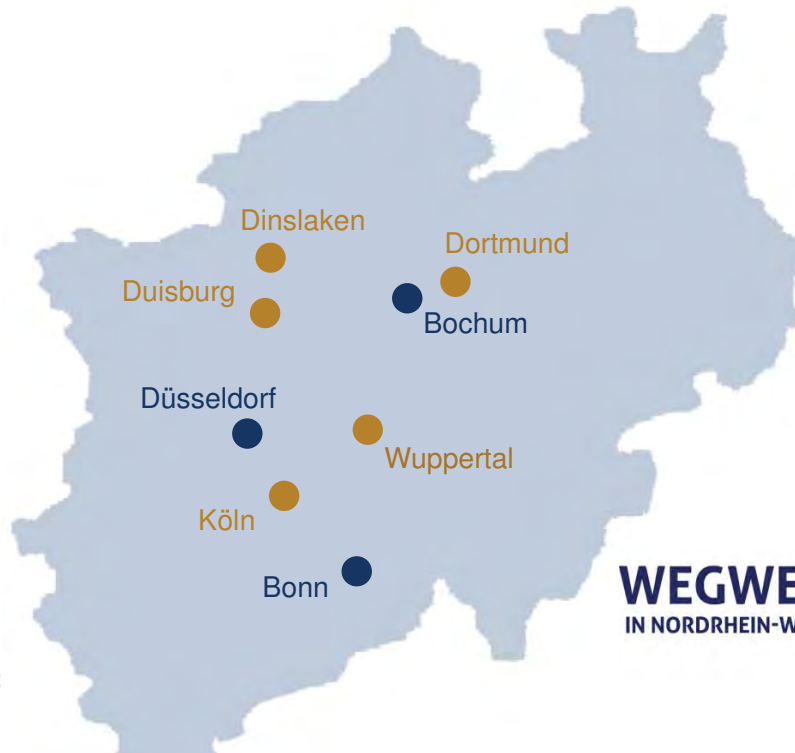 Dinslaken
Dortmund
Duisburg
Bochum
Düsseldorf
Wuppertal
Köln
Bonn
WEGWE
IN NORDRHEIN-W